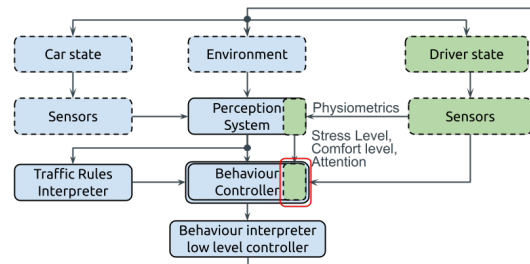 Car state
Environment
Driver state
Sensors
Perception
System
Physiometrics
Sensors
Stress Level,
Comfort level,
Attention
Traffic Rules
Interpreter
Behaviour
Controller
Behaviour interpreter
low level controller